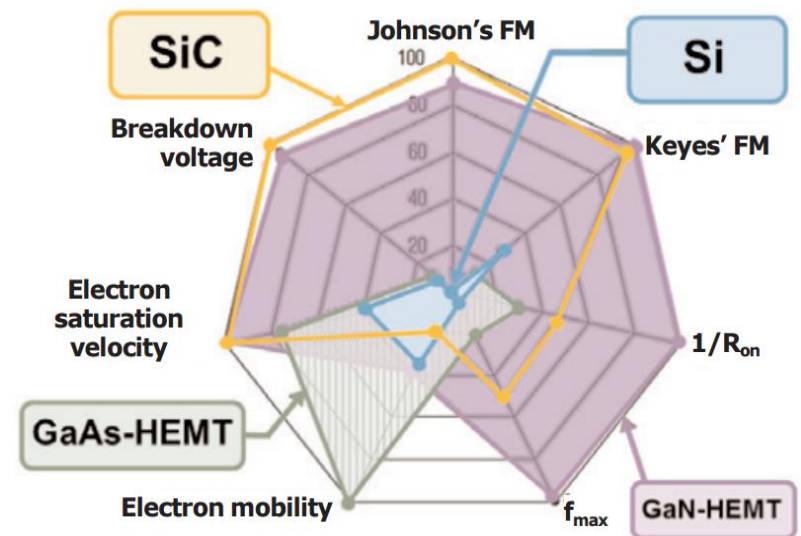 Johnson's FM
SiC
Si
100
80
Breakdown
voltage
Keyes' FM
60
40
20
Electron
saturation
velocity
1/Ron
GaAs-HEMT
Electron mobility
fmax
GaN-HEMT